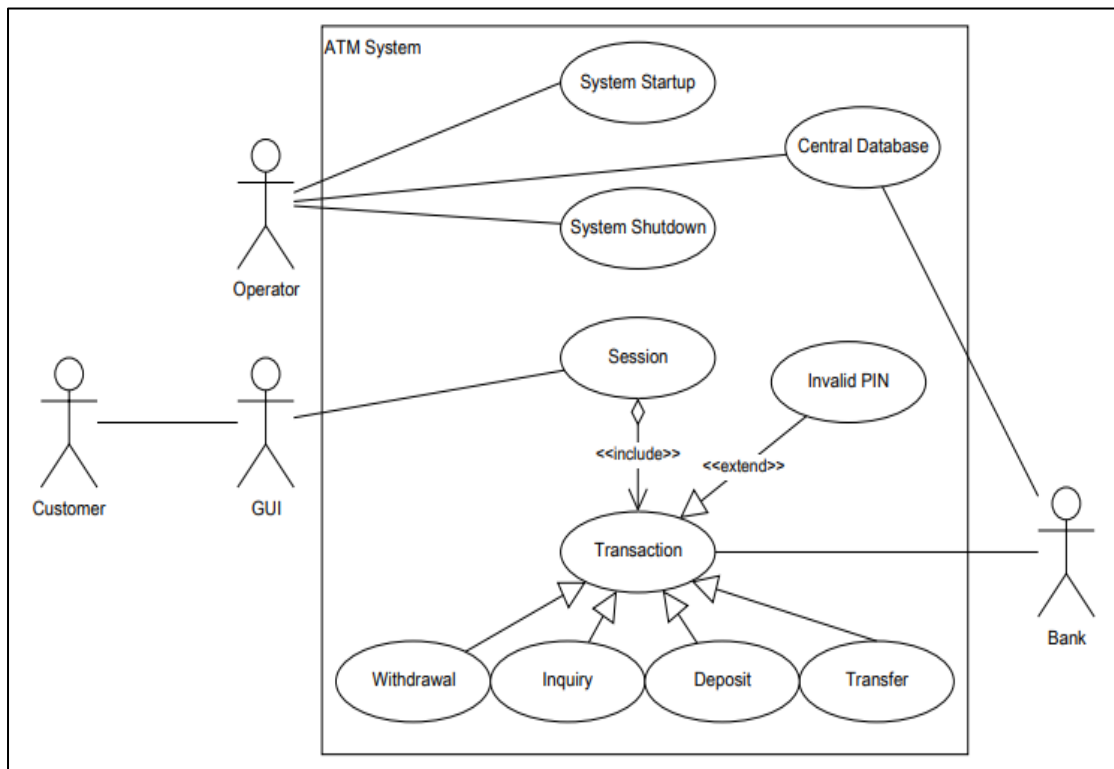 ATM System
System Startup
Central Database
System Shutdown
Operator
Session
Invalid PIN
<<include>>
<<extend>>
Customer
GUI
Transaction
Bank
Withdrawal
Inquiry
Deposit
Transfer